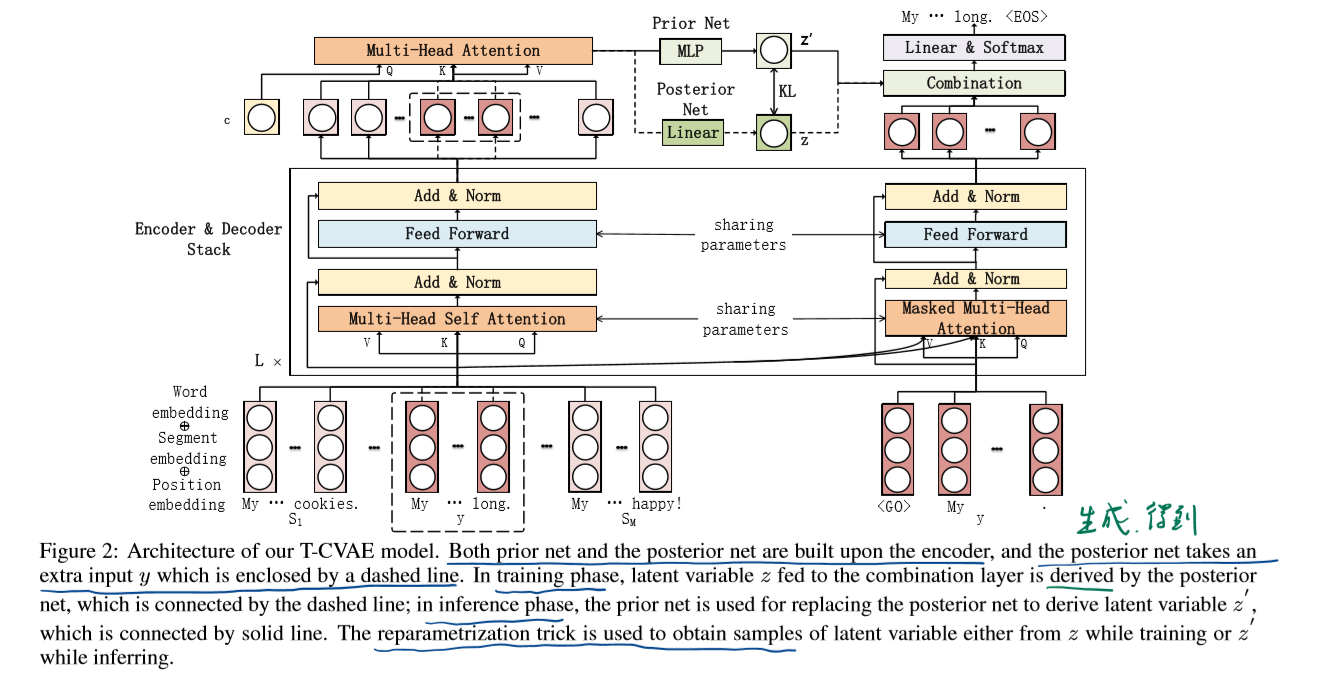 My ··· long. <EOS>
Prior Net
Multi-Head Attention
MLP
z′
Linear & Softmax
Q
K
V
Combination
Posterior
Net
KL
c
Linear
z
Add & Norm
Add & Norm
Encoder & Decoder
Stack
Feed Forward
sharing
parameters
Feed Forward
Add & Norm
Add & Norm
Multi-Head Self Attention
sharing
parameters
Masked Multi-Head
Attention
V
K
Q
V
K
Q
L ×
Word
embedding
⊕
Segment
embedding
⊕
Position
embedding
My ··· cookies.
My ··· long.
My ··· happy!
<GO>
My
.
S1
y
SM
y
生成.得到
Figure 2: Architecture of our T-CVAE model. Both prior net and the posterior net are built upon the encoder, and the posterior net takes an
extra input y which is enclosed by a dashed line. In training phase, latent variable z fed to the combination layer is derived by the posterior
net, which is connected by the dashed line; in inference phase, the prior net is used for replacing the posterior net to derive latent variable z′,
which is connected by solid line. The reparametrization trick is used to obtain samples of latent variable either from z while training or z′
while inferring.